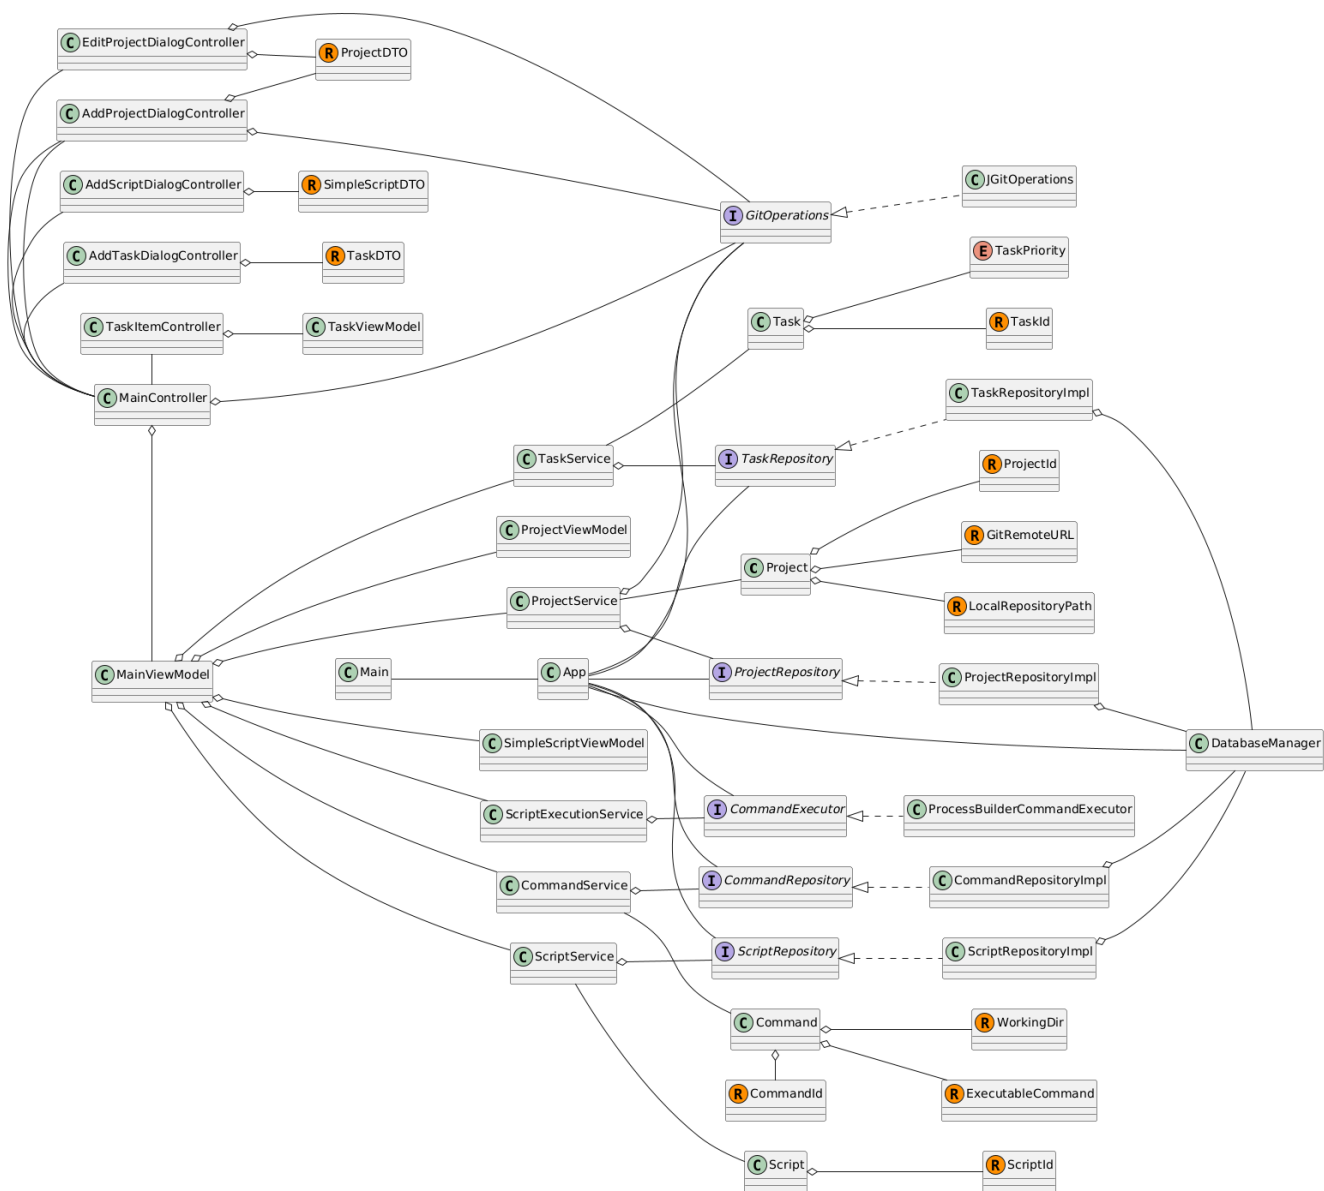 C EditProjectDialogController
R ProjectDTO
C AddProjectDialogController
C AddScriptDialogController
R SimpleScriptDTO
C JGitOperations
I GitOperations
C AddTaskDialogController
R TaskDTO
E TaskPriority
C TaskItemController
C TaskViewModel
C Task
R TaskId
C MainController
C TaskRepositoryImpl
C TaskService
I TaskRepository
R ProjectId
C ProjectViewModel
R GitRemoteURL
C Project
C ProjectService
R LocalRepositoryPath
C MainViewModel
C Main
C App
I ProjectRepository
C ProjectRepositoryImpl
C SimpleScriptViewModel
C DatabaseManager
C ScriptExecutionService
I CommandExecutor
C ProcessBuilderCommandExecutor
C CommandService
I CommandRepository
C CommandRepositoryImpl
C ScriptService
I ScriptRepository
C ScriptRepositoryImpl
C Command
R WorkingDir
R CommandId
R ExecutableCommand
C Script
R ScriptId